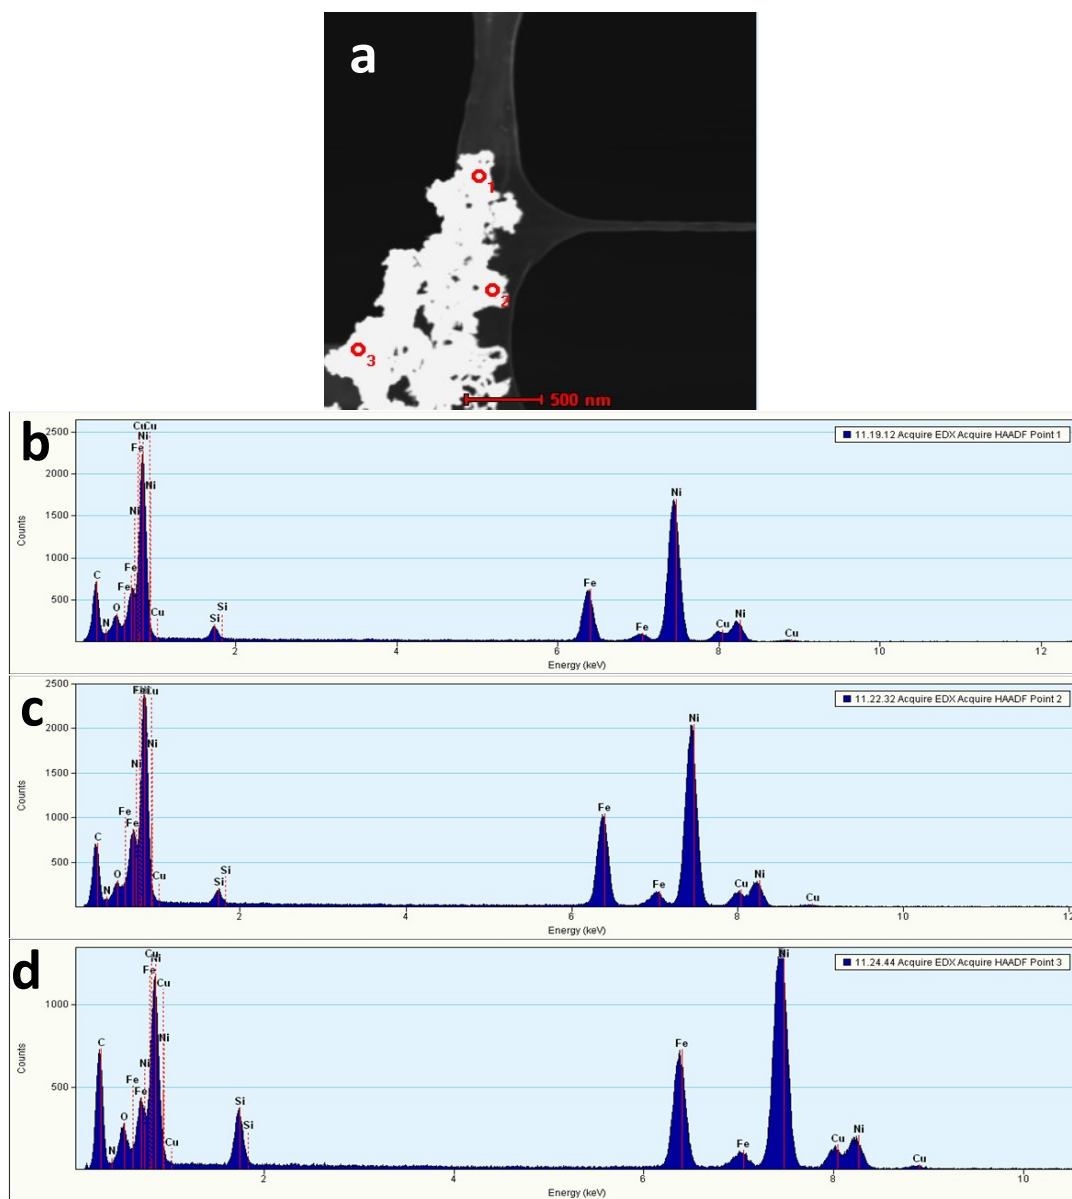 a
1
2
3
500 nm
b
11.19.12 Acquire EDX Acquire HAADF Point 1
Counts
2500
2000
1500
1000
500
Cu Cu
Ni
Fe
Ni
Ni
C
Fe
Fe
N
O
Cu
Si
Si
Fe
Fe
Ni
Cu
Ni
Cu
2 4 6 8 10 12
Energy (keV)
c
11.22.32 Acquire EDX Acquire HAADF Point 2
Counts
2500
2000
1500
1000
500
Ni
Ni
Fe
Fe
C
N
O
Cu
Si
Si
Fe
Fe
Ni
Cu
Ni
Cu
2 4 6 8 10 12
Energy (keV)
d
11.24.44 Acquire EDX Acquire HAADF Point 3
Counts
1000
500
Cu
Ni
Fe
Cu
Ni
C
Ni
Fe
Fe
O
N
Cu
Si
Si
Fe
Fe
Ni
Cu
Ni
Cu
2 4 6 8 10
Energy (keV)